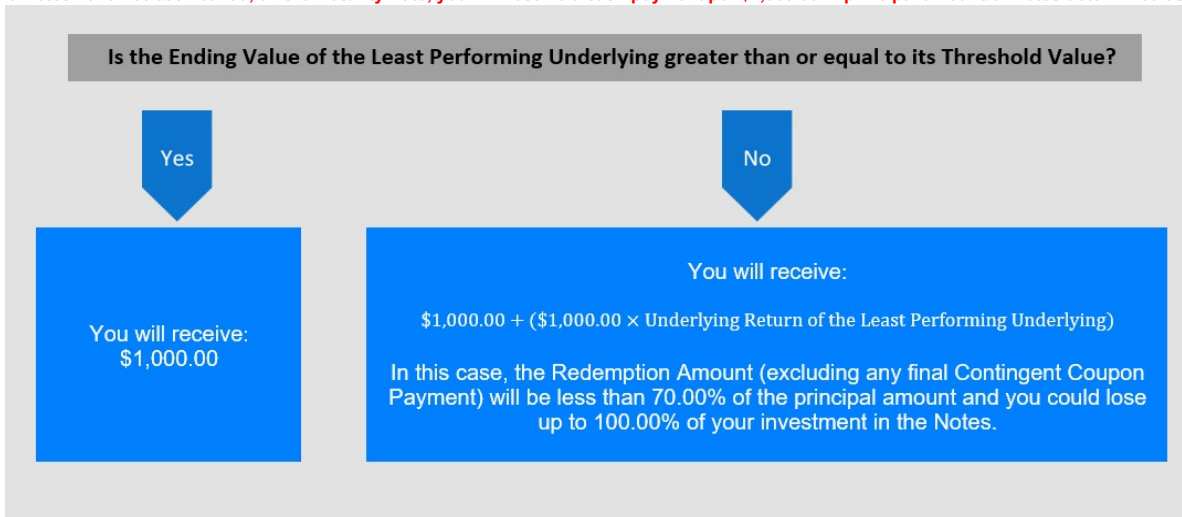 Is the Ending Value of the Least Performing Underlying greater than or equal to its Threshold Value?
Yes
No
You will receive:
$1,000.00
You will receive:
$1,000.00 + ($1,000.00 × Underlying Return of the Least Performing Underlying)
In this case, the Redemption Amount (excluding any final Contingent Coupon
Payment) will be less than 70.00% of the principal amount and you could lose
up to 100.00% of your investment in the Notes.